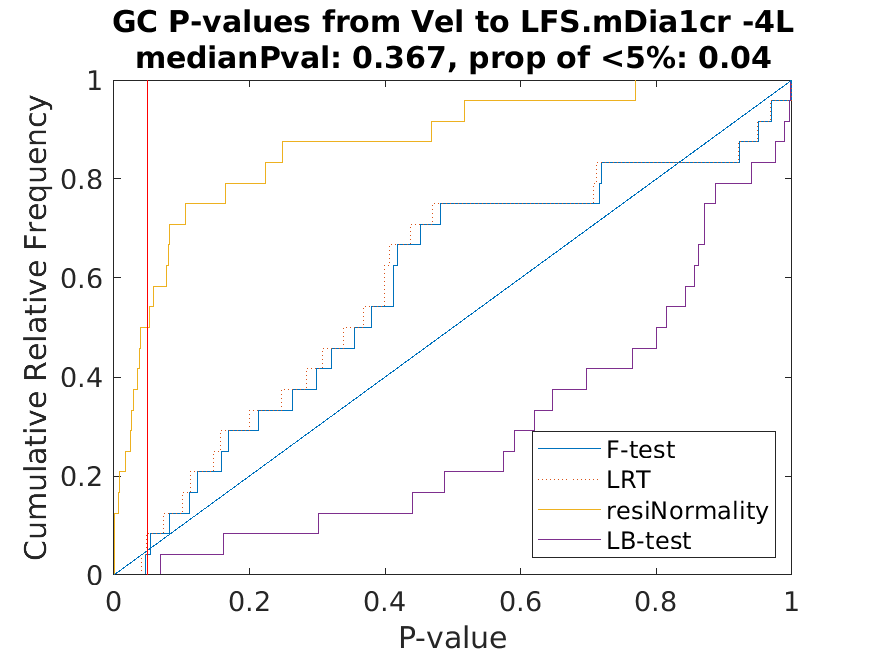 GC P-values from Vel to LFS.mDia1cr -4L
medianPval: 0.367, prop of <5%: 0.04
Cumulative Relative Frequency
1
0.8
0.6
0.4
0.2
0
F-test
LRT
resiNormality
LB-test
0 0.2 0.4 0.6 0.8 1
P-value